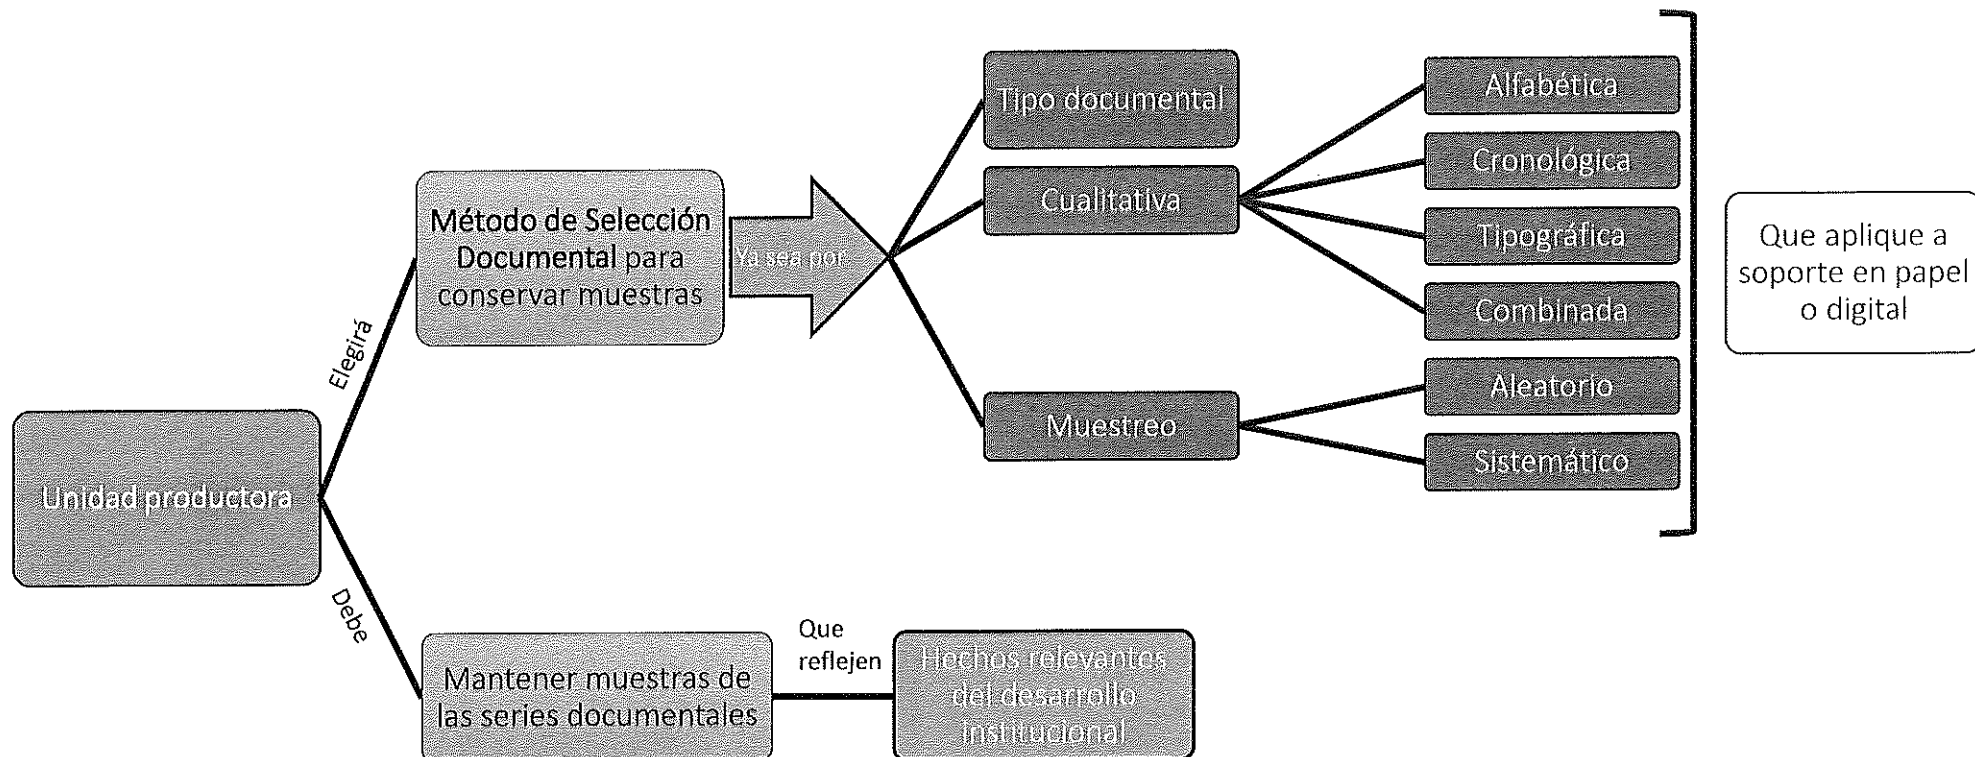 Unidad productora
Elegirá
Método de Selección
Documental para
conservar muestras
Ya sea por
Tipo documental
Cualitativa
Muestreo
Alfabética
Cronológica
Tipográfica
Combinada
Aleatorio
Sistemático
Que aplique a
soporte en papel
o digital
Debe
Mantener muestras de
las series documentales
Que
reflejen
Hechos relevantes
del desarrollo
institucional